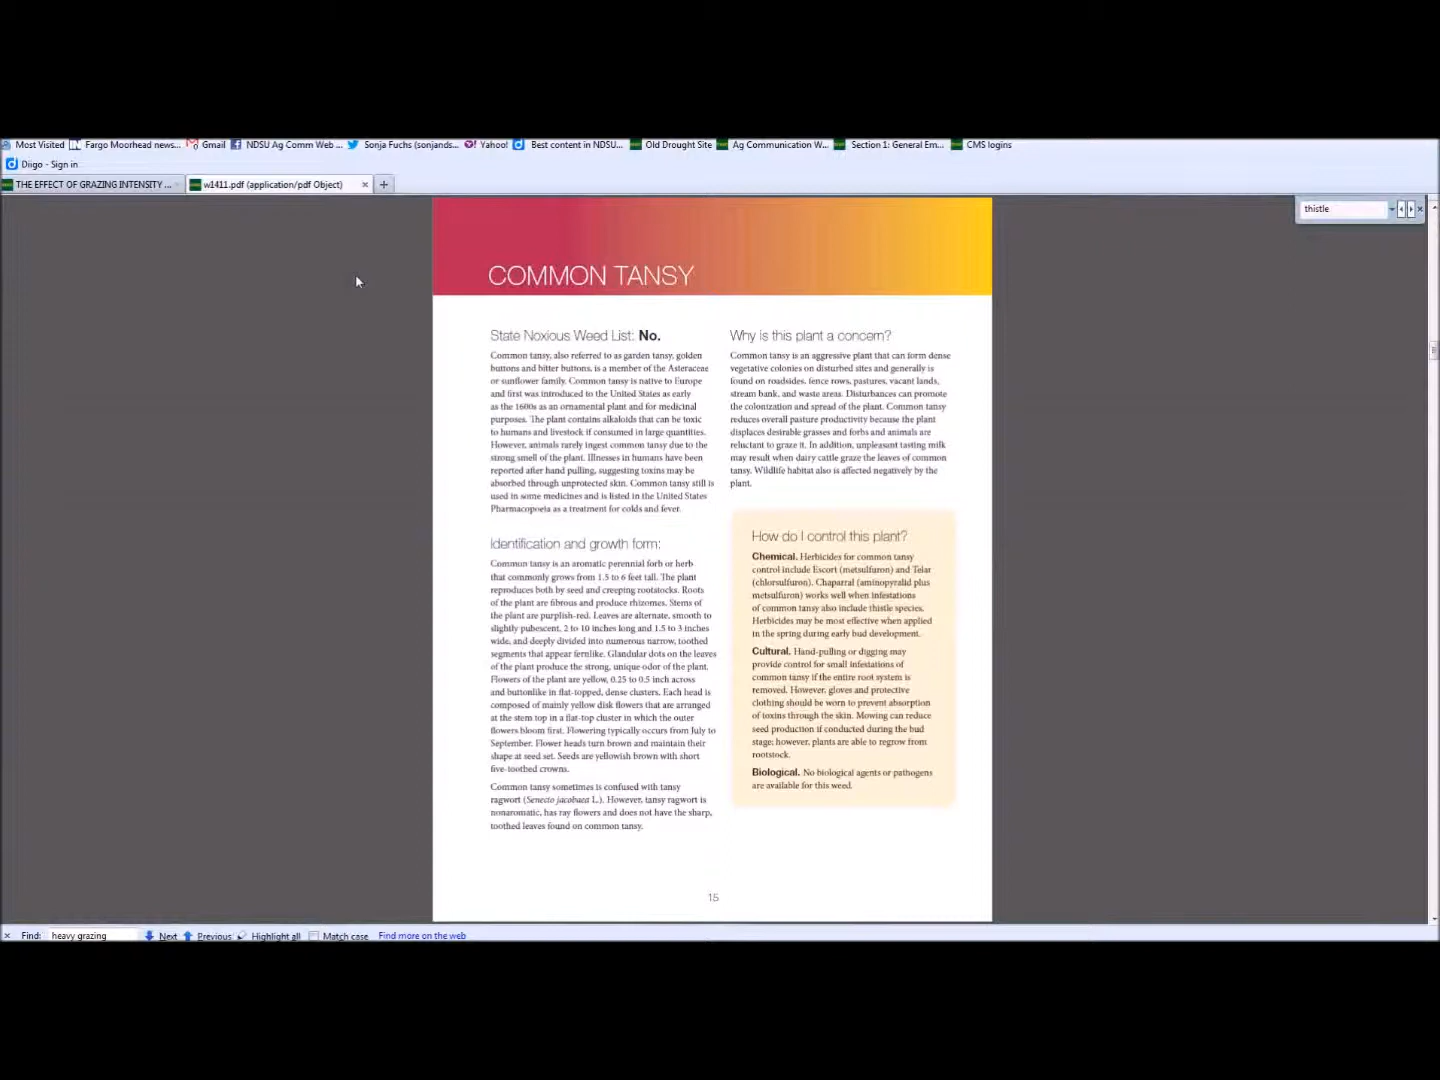 Most Visited Fargo Moorhead news... Gmail NDSU Ag Comm Web ... Sonja Fuchs (sonjands... Yahoo! Best content in NDSU... Old Drought Site Ag Communication W... Section 1: General Em... CMS logins
Diigo - Sign in
THE EFFECT OF GRAZING INTENSITY ... w1411.pdf (application/pdf Object)
thistle
COMMON TANSY
State Noxious Weed List: No.
Common tansy, also referred to as garden tansy, golden
buttons and bitter buttons, is a member of the Asteraceae
or sunflower family. Common tansy is native to Europe
and first was introduced to the United States as early
as the 1600s as an ornamental plant and for medicinal
purposes. The plant contains alkaloids that can be toxic
to humans and livestock if consumed in large quantities.
However, animals rarely ingest common tansy due to the
strong smell of the plant. Illnesses in humans have been
reported after hand pulling, suggesting toxins may be
absorbed through unprotected skin. Common tansy still is
used in some medicines and is listed in the United States
Pharmacopoeia as a treatment for colds and fever.
Identification and growth form:
Common tansy is an aromatic perennial forb or herb
that commonly grows from 1.5 to 6 feet tall. The plant
reproduces both by seed and creeping rootstocks. Roots
of the plant are fibrous and produce rhizomes. Stems of
the plant are purplish-red. Leaves are alternate, smooth to
slightly pubescent, 2 to 10 inches long and 1.5 to 3 inches
wide, and deeply divided into numerous narrow, toothed
segments that appear fernlike. Glandular dots on the leaves
of the plant produce the strong, unique odor of the plant.
Flowers of the plant are yellow, 0.25 to 0.5 inch across
and buttonlike in flat-topped, dense clusters. Each head is
composed of mainly yellow disk flowers that are arranged
at the stem top in a flat-top cluster in which the outer
flowers bloom first. Flowering typically occurs from July to
September. Flower heads turn brown and maintain their
shape at seed set. Seeds are yellowish brown with short
five-toothed crowns.
Common tansy sometimes is confused with tansy
ragwort (Senecio jacobaea L.). However, tansy ragwort is
nonaromatic, has ray flowers and does not have the sharp,
toothed leaves found on common tansy.
Why is this plant a concern?
Common tansy is an aggressive plant that can form dense
vegetative colonies on disturbed sites and generally is
found on roadsides, fence rows, pastures, vacant lands,
stream bank, and waste areas. Disturbances can promote
the colonization and spread of the plant. Common tansy
reduces overall pasture productivity because the plant
displaces desirable grasses and forbs and animals are
reluctant to graze it. In addition, unpleasant tasting milk
may result when dairy cattle graze the leaves of common
tansy. Wildlife habitat also is affected negatively by the
plant.
How do I control this plant?
Chemical. Herbicides for common tansy
control include Escort (metsulfuron) and Telar
(chlorsulfuron). Chaparral (aminopyralid plus
metsulfuron) works well when infestations
of common tansy also include thistle species.
Herbicides may be most effective when applied
in the spring during early bud development.
Cultural. Hand-pulling or digging may
provide control for small infestations of
common tansy if the entire root system is
removed. However, gloves and protective
clothing should be worn to prevent absorption
of toxins through the skin. Mowing can reduce
seed production if conducted during the bud
stage; however, plants are able to regrow from
rootstock.
Biological. No biological agents or pathogens
are available for this weed.
15
Find: heavy grazing Next Previous Highlight all Match case Find more on the web